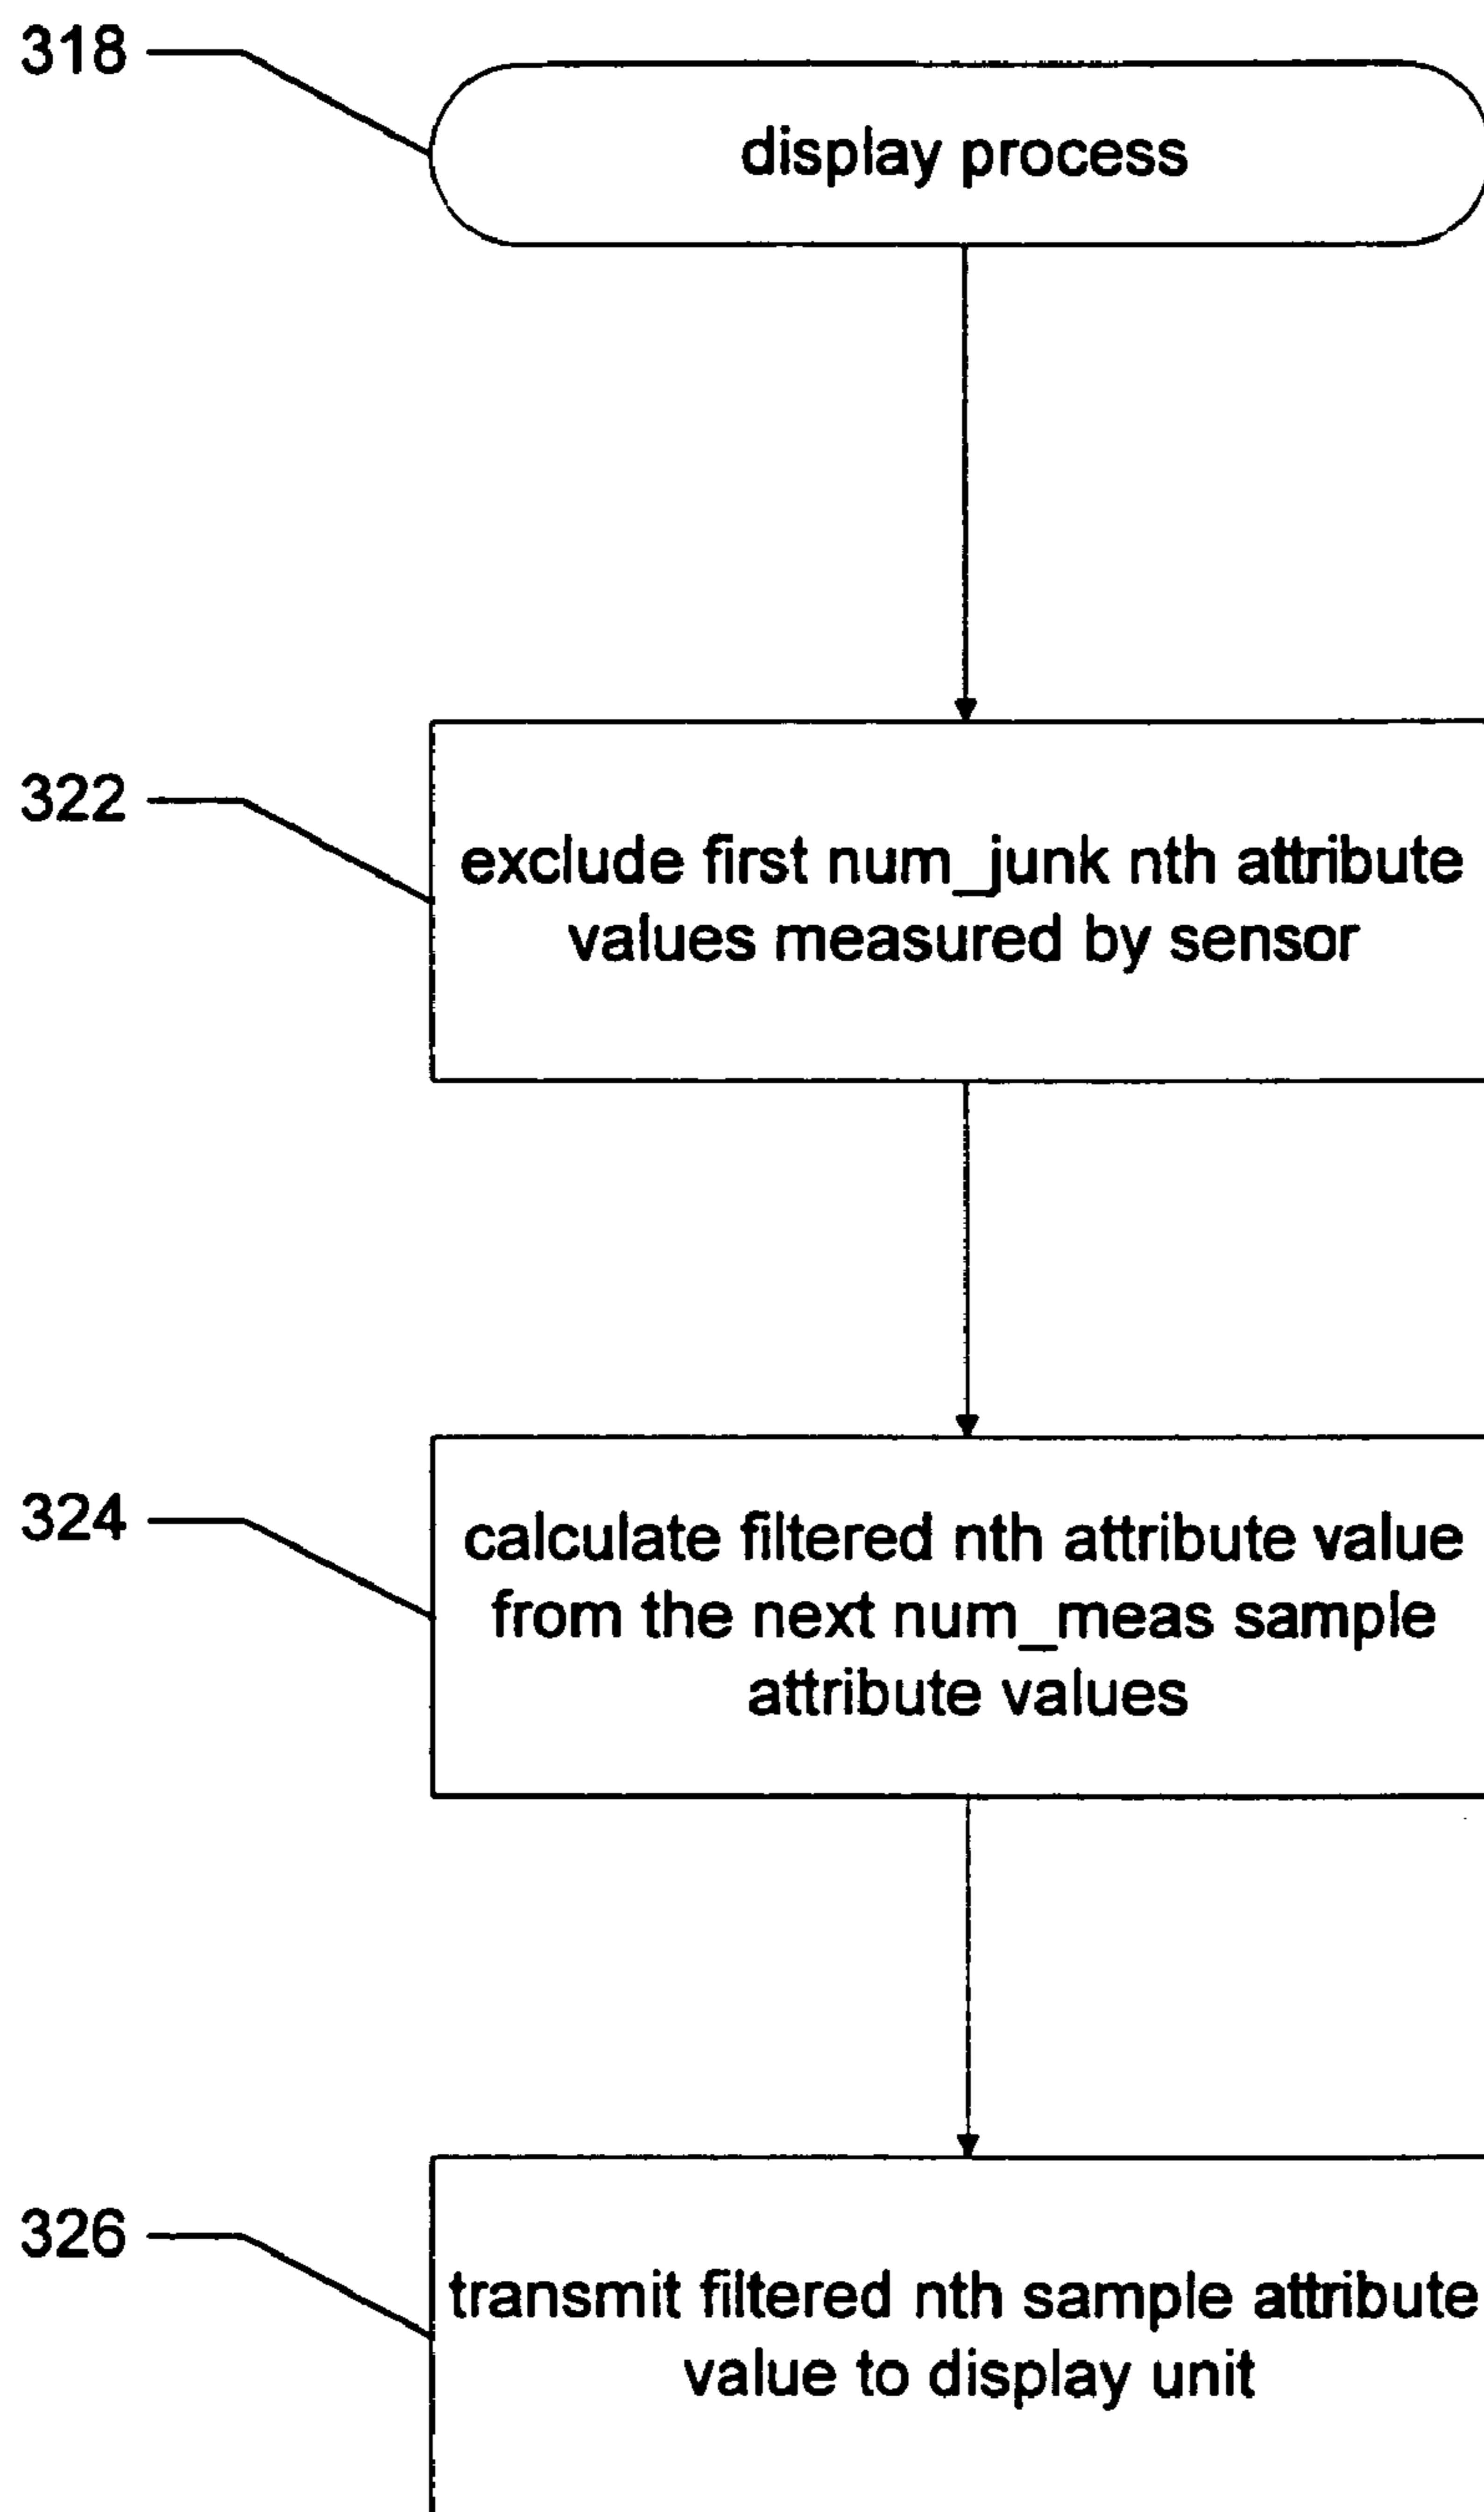 318
display process
322
exclude first num_junk nth attribute
values measured by sensor
324
calculate filtered nth attribute value
from the next num_meas sample
attribute values
326
transmit filtered nth sample attribute
value to display unit